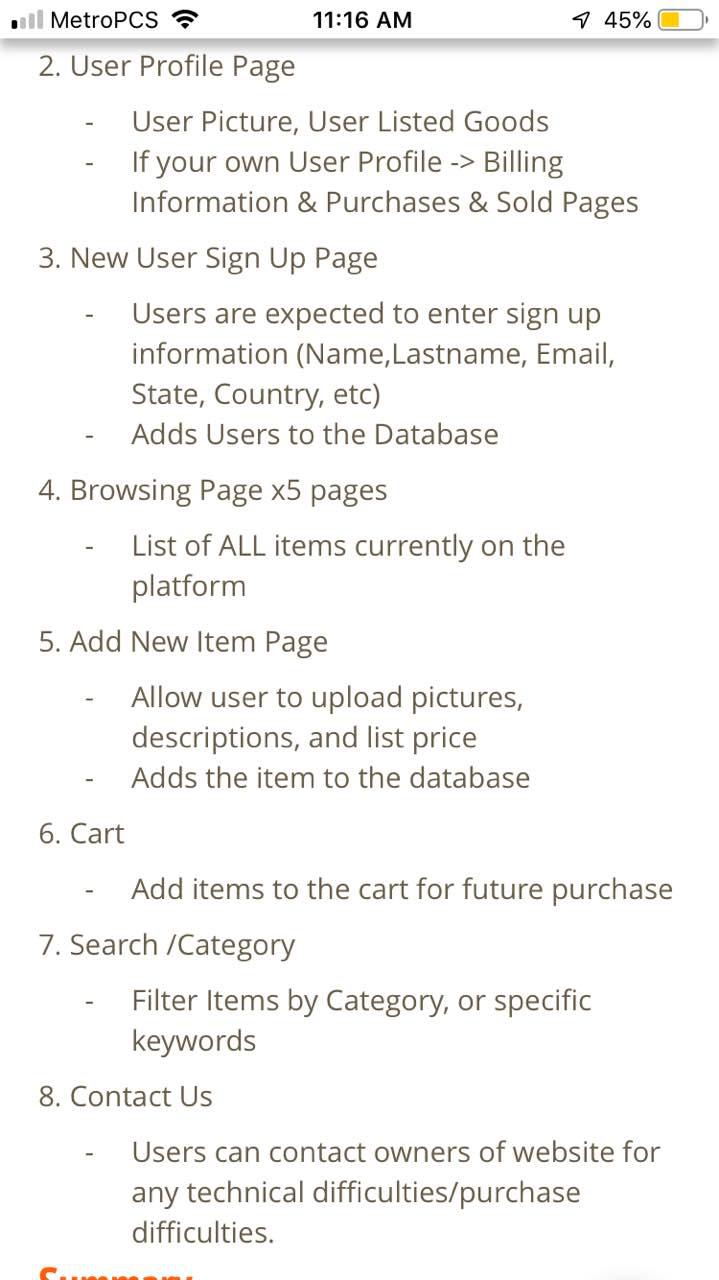 MetroPCS 11:16 AM 45%
2. User Profile Page
- User Picture, User Listed Goods
- If your own User Profile -> Billing
Information & Purchases & Sold Pages
3. New User Sign Up Page
- Users are expected to enter sign up
information (Name,Lastname, Email,
State, Country, etc)
- Adds Users to the Database
4. Browsing Page x5 pages
- List of ALL items currently on the
platform
5. Add New Item Page
- Allow user to upload pictures,
descriptions, and list price
- Adds the item to the database
6. Cart
- Add items to the cart for future purchase
7. Search /Category
- Filter Items by Category, or specific
keywords
8. Contact Us
- Users can contact owners of website for
any technical difficulties/purchase
difficulties.
Summary